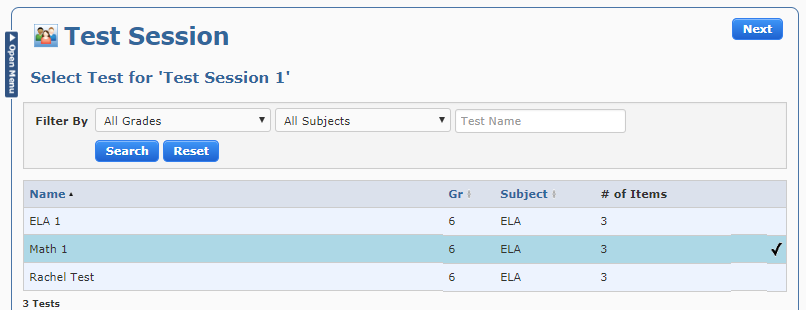 Test Session
Next
Open Menu
Select Test for 'Test Session 1'
Filter By All Grades All Subjects Test Name
Search Reset
Name Gr Subject # of Items
ELA 1 6 ELA 3
Math 1 6 ELA 3
Rachel Test 6 ELA 3
3 Tests